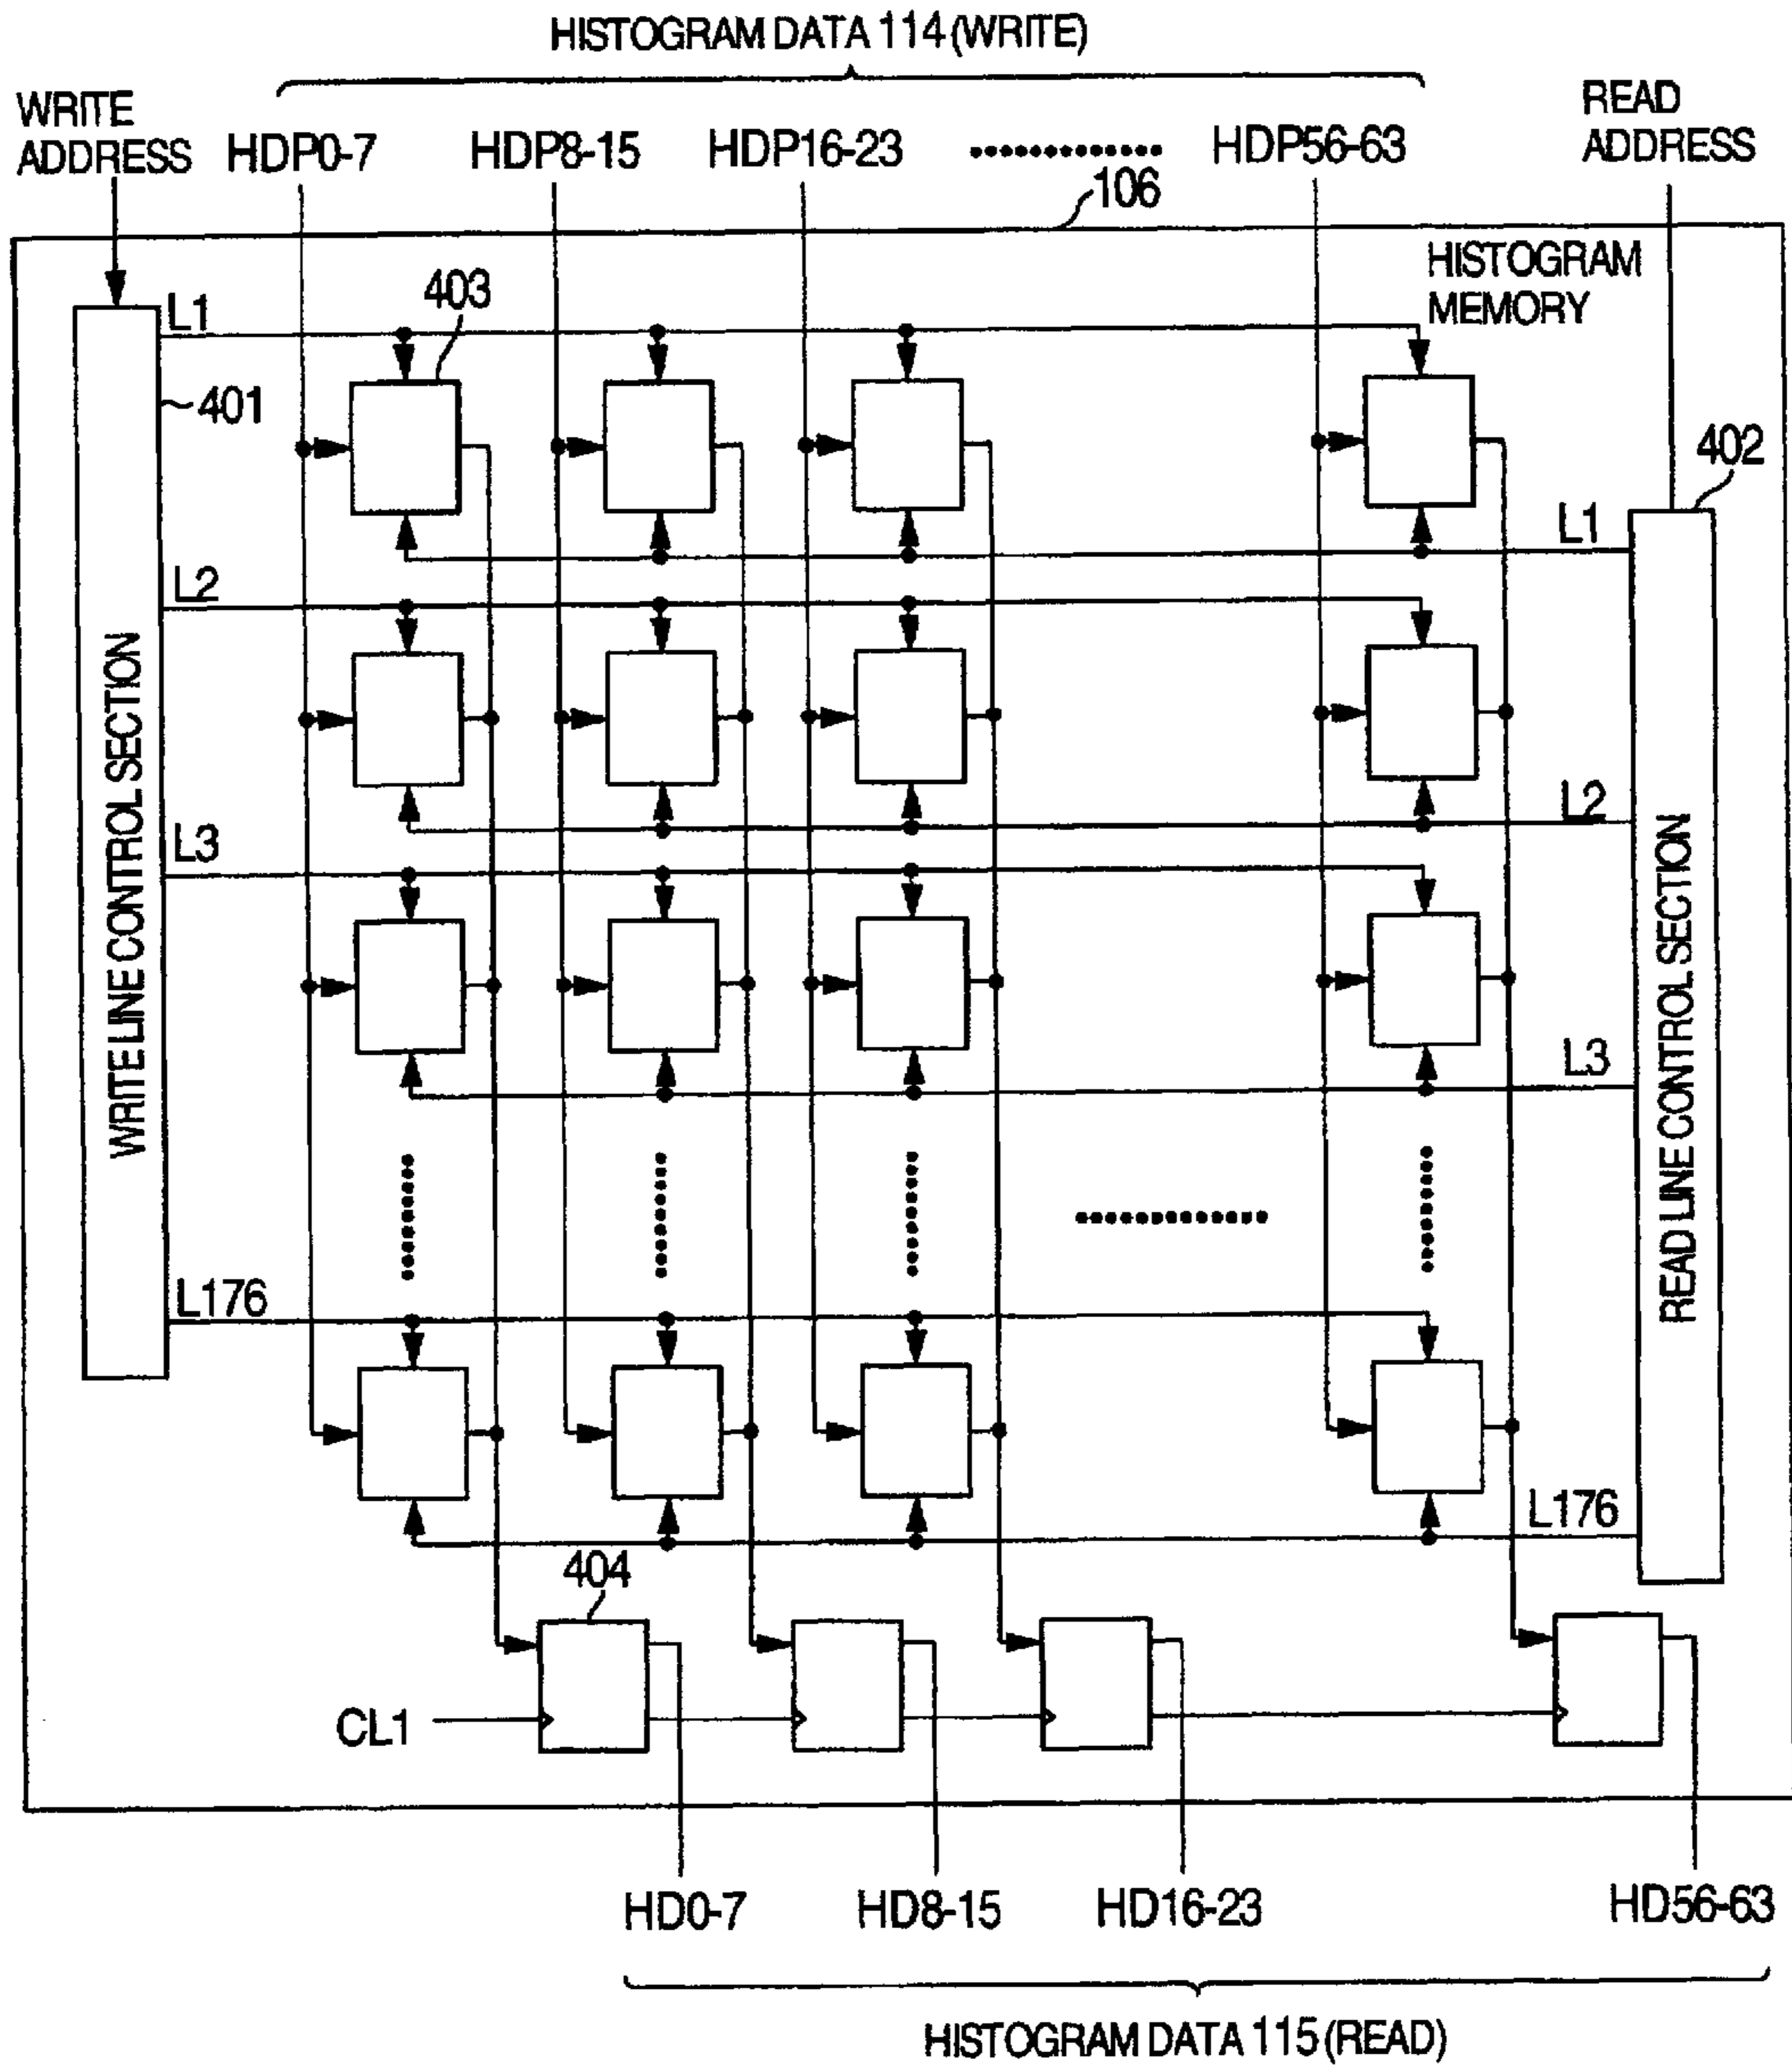 HISTOGRAM DATA 114 (WRITE)
WRITE
ADDRESS
HDP0-7
HDP8-15
HDP16-23
HDP56-63
READ
ADDRESS
106
HISTOGRAM
MEMORY
L1
403
401
402
L1
L2
L2
L3
L3
WRITE LINE CONTROL SECTION
READ LINE CONTROL SECTION
L176
L176
404
CL1
HD0-7
HD8-15
HD16-23
HD56-63
HISTOGRAM DATA 115 (READ)